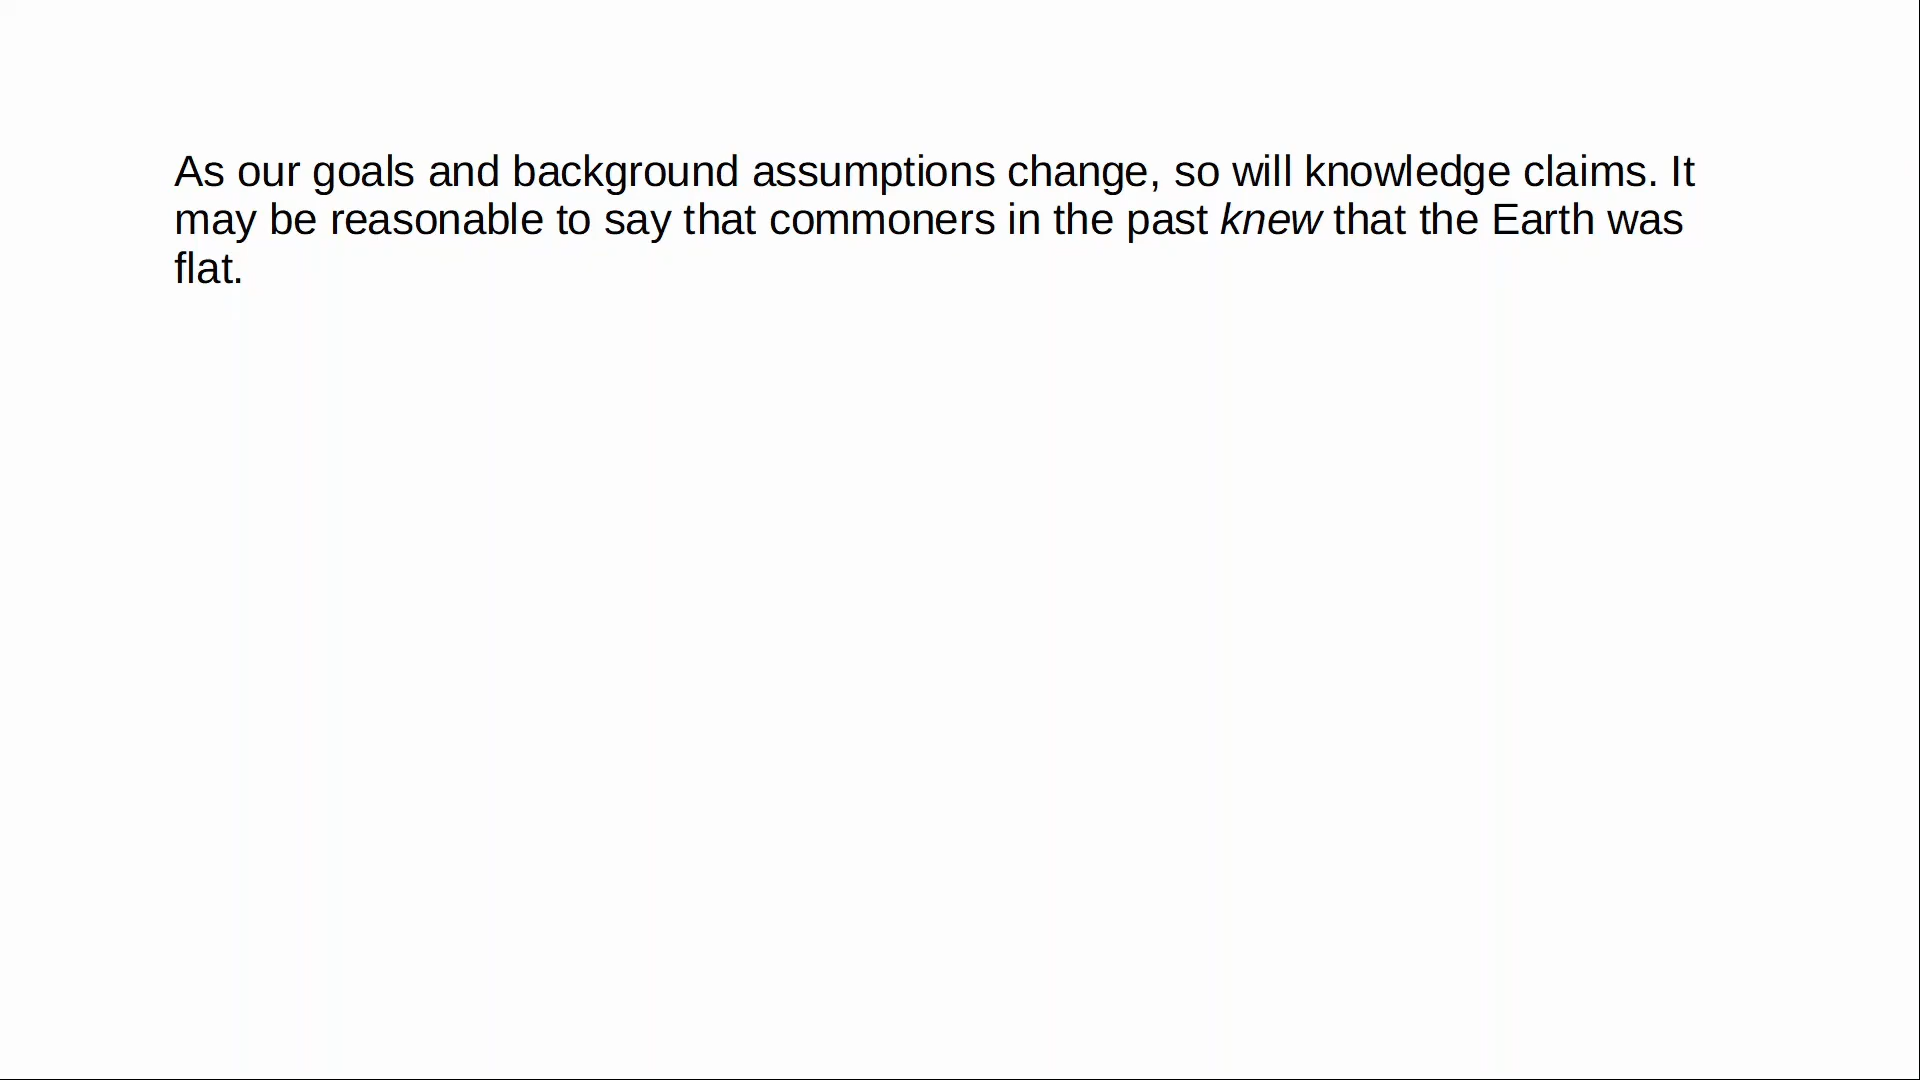 As our goals and background assumptions change, so will knowledge claims. It
may be reasonable to say that commoners in the past knew that the Earth was
flat.